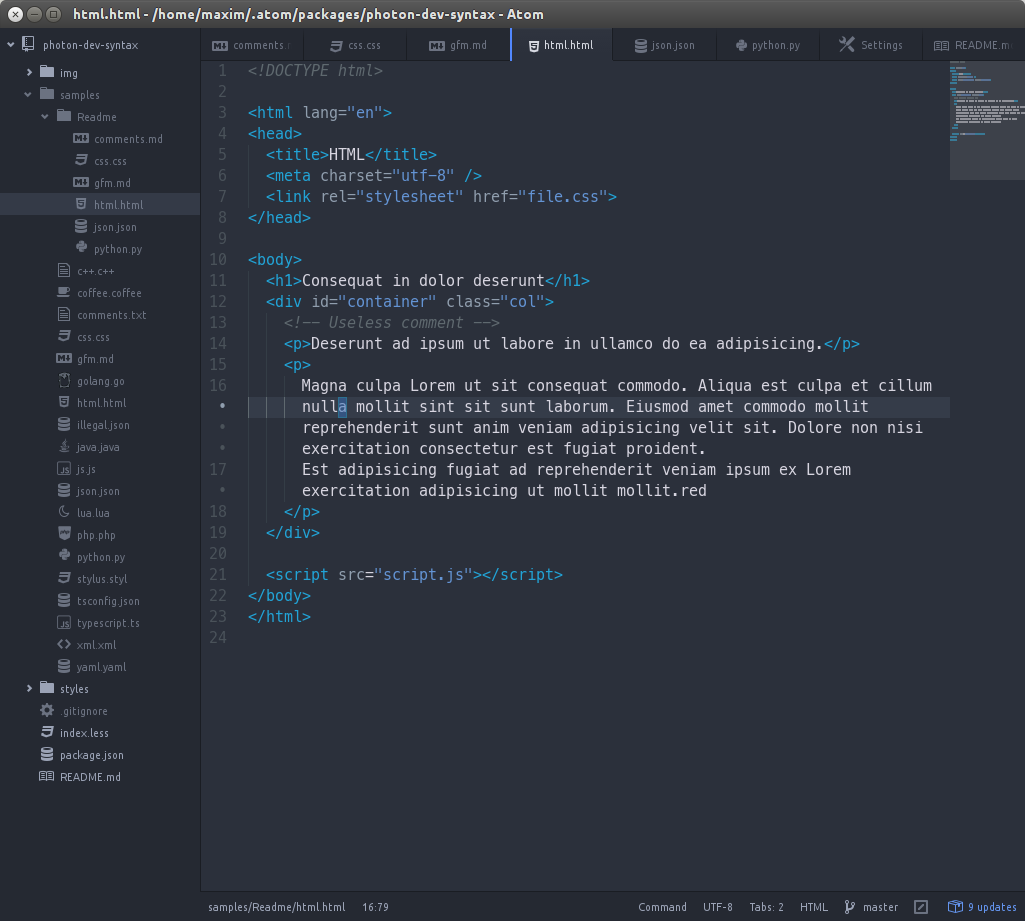 html.html - /home/maxim/.atom/packages/photon-dev-syntax - Atom
photon-dev-syntax
img
samples
Readme
comments.md
css.css
gfm.md
html.html
json.json
python.py
c++.c++
coffee.coffee
comments.txt
css.css
gfm.md
golang.go
html.html
illegal.json
java.java
js.js
json.json
lua.lua
php.php
python.py
stylus.styl
tsconfig.json
typescript.ts
xml.xml
yaml.yaml
styles
.gitignore
index.less
package.json
README.md
comments. css.css gfm.md html.html json.json python.py Settings README.m
1 <!DOCTYPE html>
2
3 <html lang="en">
4 <head>
5 <title>HTML</title>
6 <meta charset="utf-8" />
7 <link rel="stylesheet" href="file.css">
8 </head>
9
10 <body>
11 <h1>Consequat in dolor deserunt</h1>
12 <div id="container" class="col">
13 <!-- Useless comment -->
14 <p>Deserunt ad ipsum ut labore in ullamco do ea adipisicing.</p>
15 <p>
16 Magna culpa Lorem ut sit consequat commodo. Aliqua est culpa et cillum
• nulla mollit sint sit sunt laborum. Eiusmod amet commodo mollit
• reprehenderit sunt anim veniam adipisicing velit sit. Dolore non nisi
• exercitation consectetur est fugiat proident.
17 Est adipisicing fugiat ad reprehenderit veniam ipsum ex Lorem
• exercitation adipisicing ut mollit mollit.red
18 </p>
19 </div>
20
21 <script src="script.js"></script>
22 </body>
23 </html>
24
samples/Readme/html.html 16:79 Command UTF-8 Tabs: 2 HTML master 9 updates